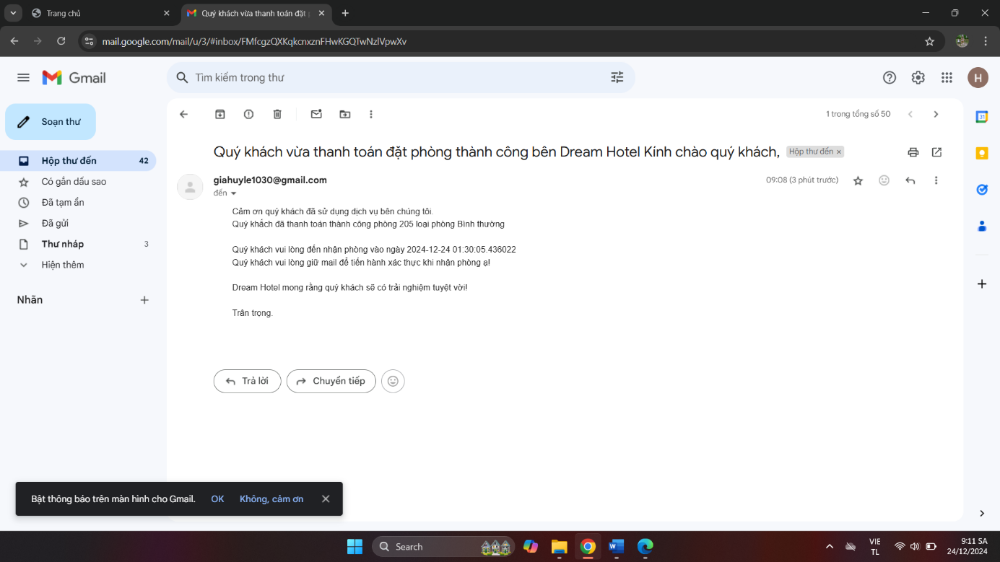 Trang chủ
Quý khách vừa thanh toán đặt p
mail.google.com/mail/u/3/#inbox/FMfcgzQXKqkcnxznFHwKGQTwNzlVpwXv
Gmail
Tìm kiếm trong thư
H
Soạn thư
1 trong tổng số 50
31
Hộp thư đến 42
Có gắn dấu sao
Đã tạm ẩn
Đã gửi
Thư nháp 3
Hiện thêm
Nhãn
Quý khách vừa thanh toán đặt phòng thành công bên Dream Hotel Kính chào quý khách, Hộp thư đến ×
giahuyle1030@gmail.com 09:08 (3 phút trước)
đến
Cảm ơn quý khách đã sử dụng dịch vụ bên chúng tôi.
Quý khắch đã thanh toán thành công phòng 205 loại phòng Bình thường
Quý khách vui lòng đến nhận phòng vào ngày 2024-12-24 01:30:05.436022
Quý khách vui lòng giữ mail để tiến hành xác thực khi nhận phòng ạ!
Dream Hotel mong rằng quý khách sẽ có trải nghiệm tuyệt vời!
Trân trọng.
Trả lời
Chuyển tiếp
Bật thông báo trên màn hình cho Gmail. OK Không, cảm ơn
Search
W
VIE
TL
9:11 SA
24/12/2024